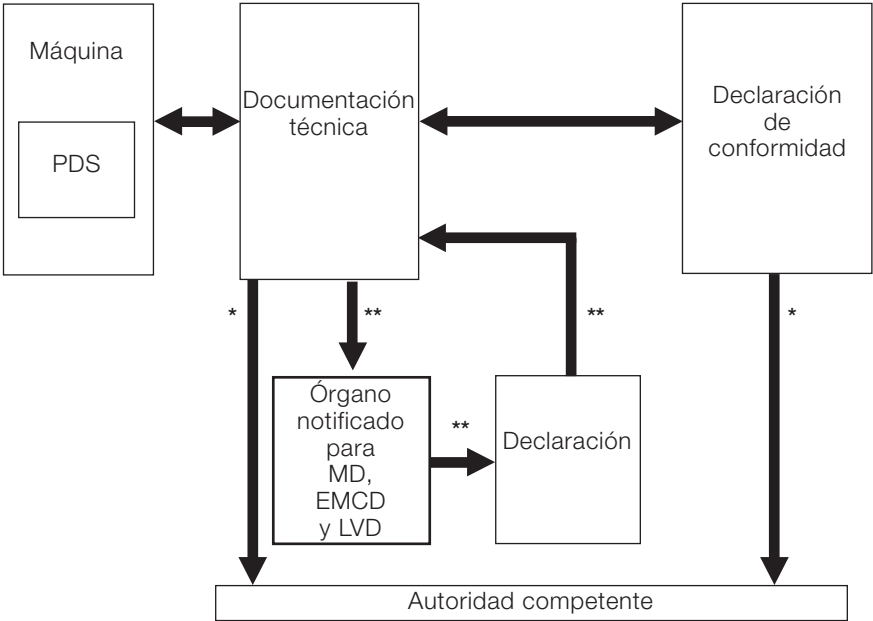 Máquina
PDS
Documentación
técnica
Declaración
de
conformidad
*
**
**
*
Órgano
notificado
para
MD,
EMCD
y LVD
**
Declaración
Autoridad competente